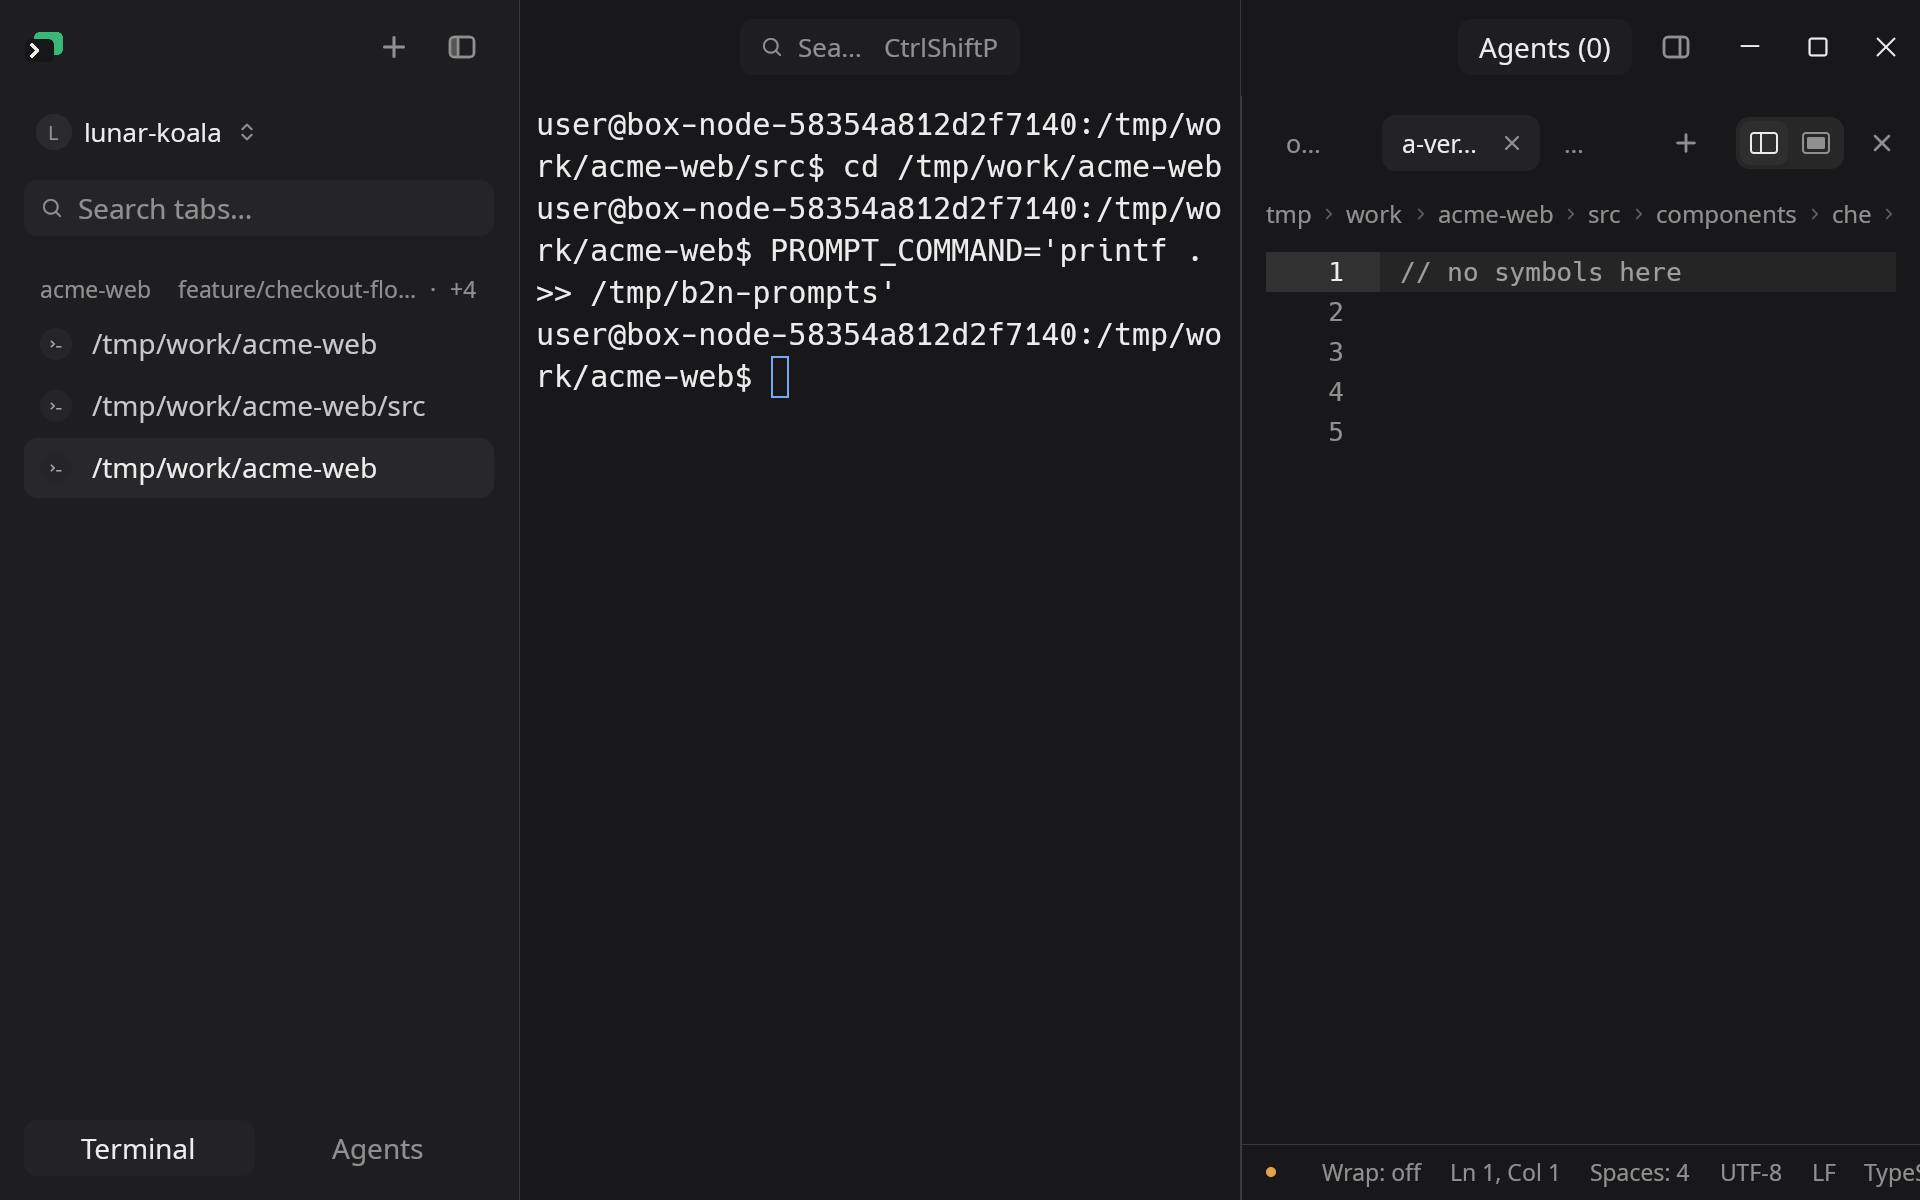 Sea... CtrlShiftP
Agents (0)
L lunar-koala
Search tabs...
acme-web feature/checkout-flo... · +4
/tmp/work/acme-web
/tmp/work/acme-web/src
/tmp/work/acme-web
Terminal Agents
user@box-node-58354a812d2f7140:/tmp/wo
rk/acme-web/src$ cd /tmp/work/acme-web
user@box-node-58354a812d2f7140:/tmp/wo
rk/acme-web$ PROMPT_COMMAND='printf .
>> /tmp/b2n-prompts'
user@box-node-58354a812d2f7140:/tmp/wo
rk/acme-web$
o... a-ver... ...
tmp > work > acme-web > src > components > che >
1 // no symbols here
2
3
4
5
Wrap: off Ln 1, Col 1 Spaces: 4 UTF-8 LF Type